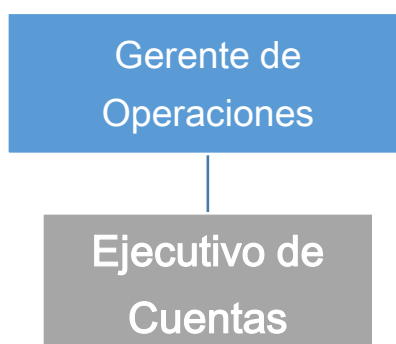 Gerente de
Operaciones
Ejecutivo de
Cuentas